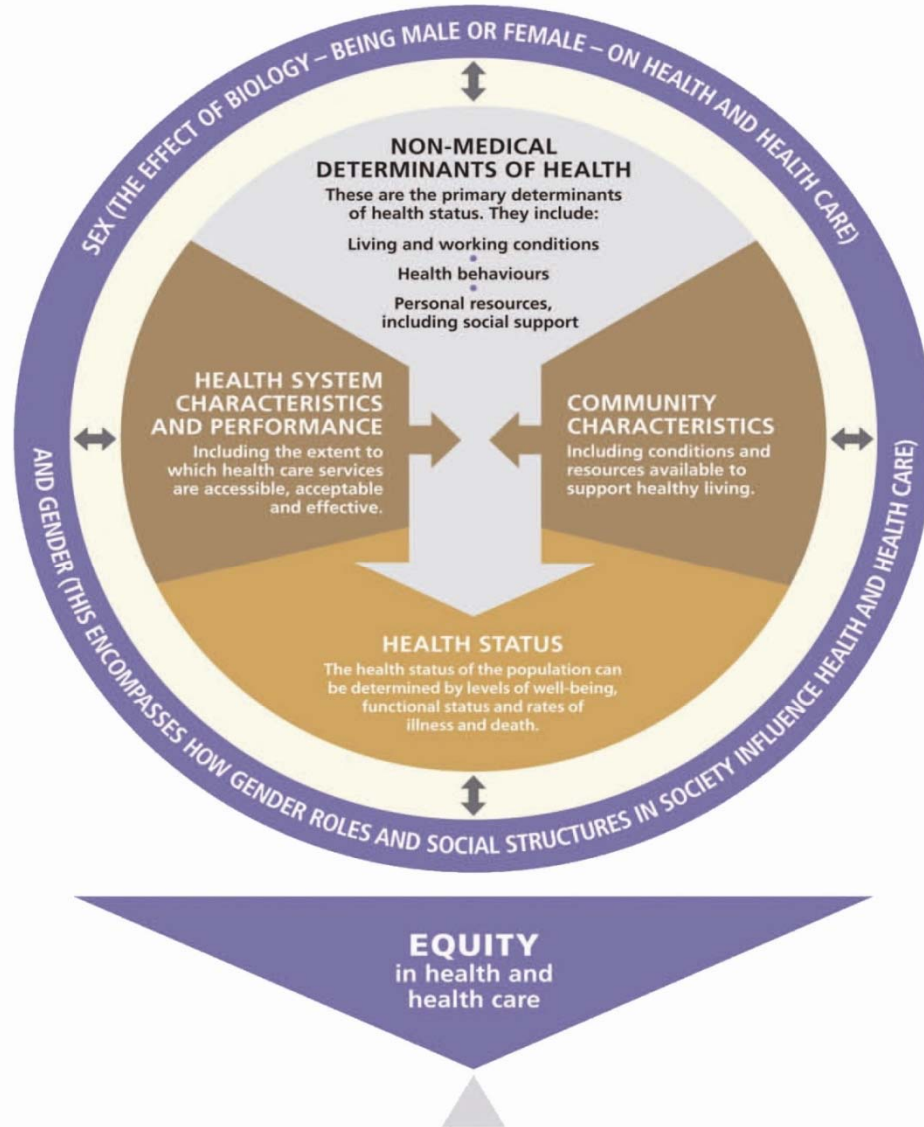 SEX (THE EFFECT OF BIOLOGY – BEING MALE OR FEMALE – ON HEALTH AND HEALTH CARE)
NON-MEDICAL
DETERMINANTS OF HEALTH
These are the primary determinants
of health status. They include:
Living and working conditions
•
Health behaviours
•
Personal resources,
including social support
HEALTH SYSTEM
CHARACTERISTICS
AND PERFORMANCE
Including the extent to
which health care services
are accessible, acceptable
and effective.
COMMUNITY
CHARACTERISTICS
Including conditions and
resources available to
support healthy living.
HEALTH STATUS
The health status of the population can
be determined by levels of well-being,
functional status and rates of
illness and death.
AND GENDER (THIS ENCOMPASSES HOW GENDER ROLES AND SOCIAL STRUCTURES IN SOCIETY INFLUENCE HEALTH AND HEALTH CARE)
EQUITY
in health and
health care